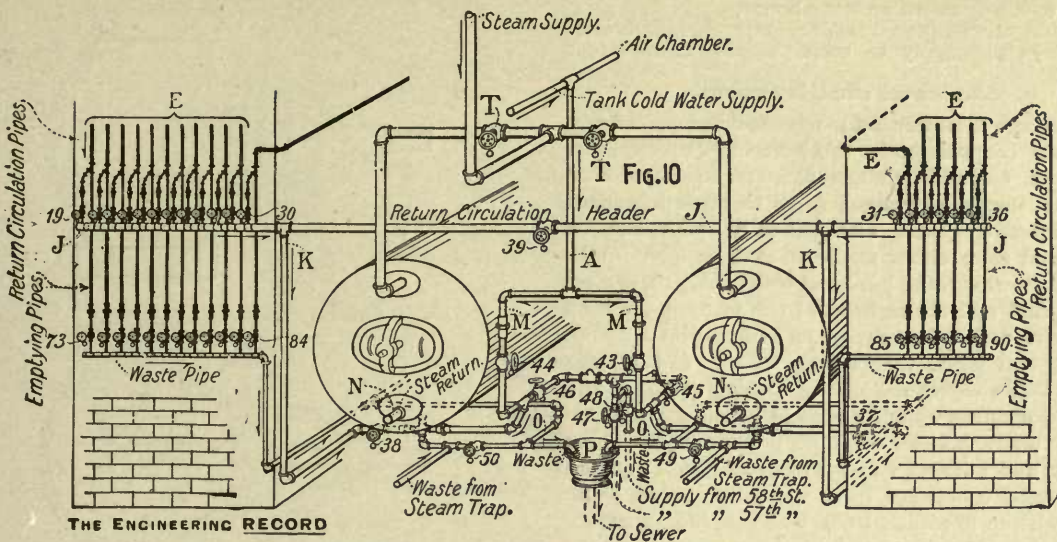 Steam Supply.
Air Chamber.
Tank Cold Water Supply.
E
T
T
FIG.10
E
E
Return Circulation Pipes,
Emptying Pipes,
19
30
J
Return Circulation Header
J
39
31
36
J
Return Circulation Pipes
Emptying Pipes
K
A
K
M
M
73
84
85
90
Waste Pipe
Waste Pipe
44
43
N
Steam
Return.
46
48
45
N
Steam
Return.
47
O
O
37
38
50
Waste
P
Waste
49
Waste from
Steam Trap.
Waste from
Steam Trap.
Supply from 58th St.
„ „ 57th „
To Sewer
THE ENGINEERING RECORD